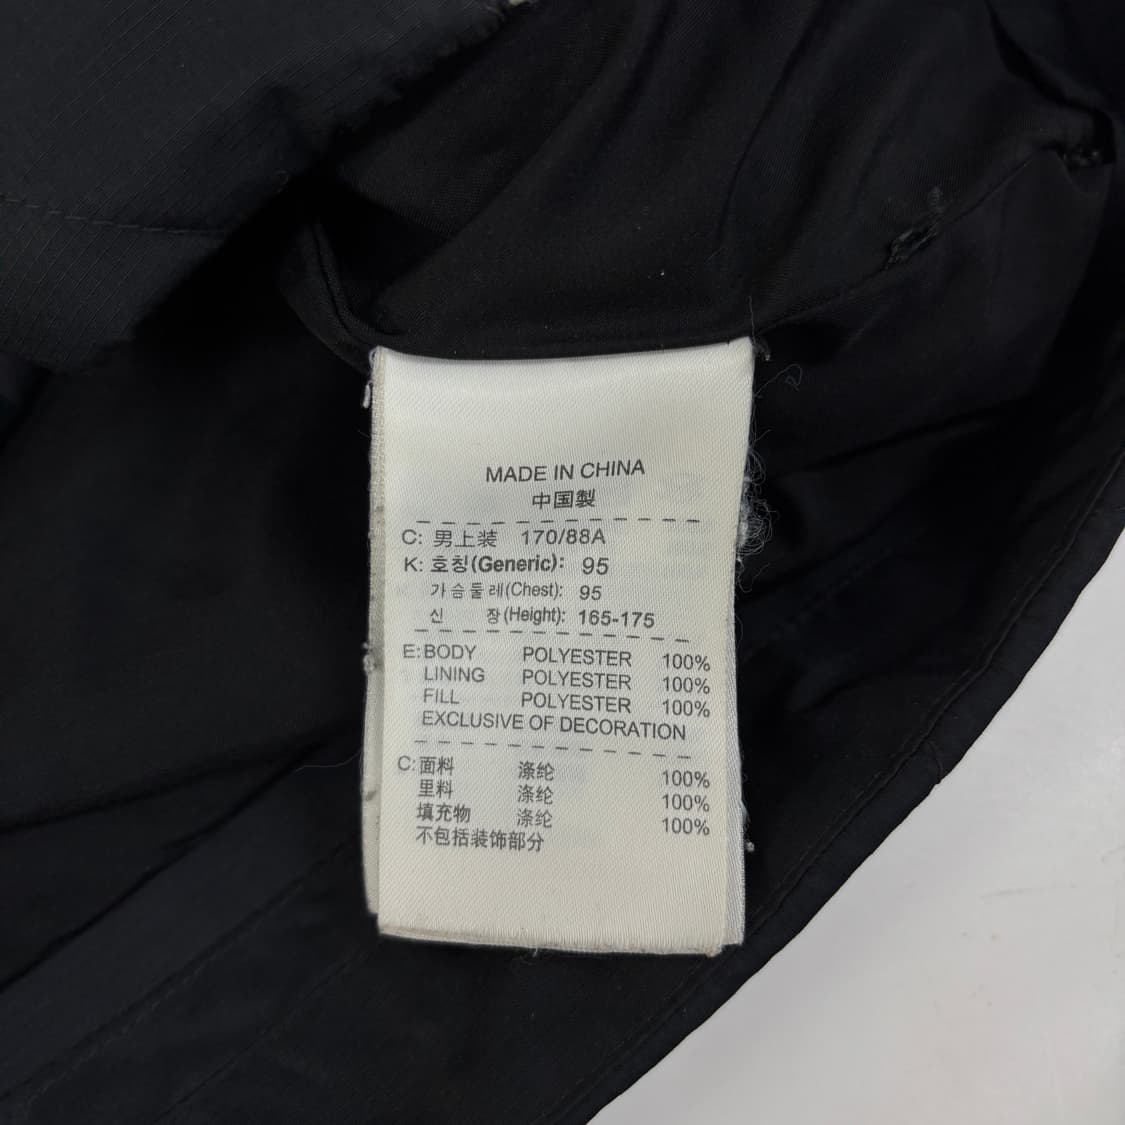 MADE IN CHINA
中国製
C: 男上装 170/88A
K: 호칭(Generic): 95
가슴둘레(Chest): 95
신 장(Height): 165-175
E: BODY POLYESTER 100%
LINING POLYESTER 100%
FILL POLYESTER 100%
EXCLUSIVE OF DECORATION
C: 面料 涤纶 100%
里料 涤纶 100%
填充物 涤纶 100%
不包括装饰部分